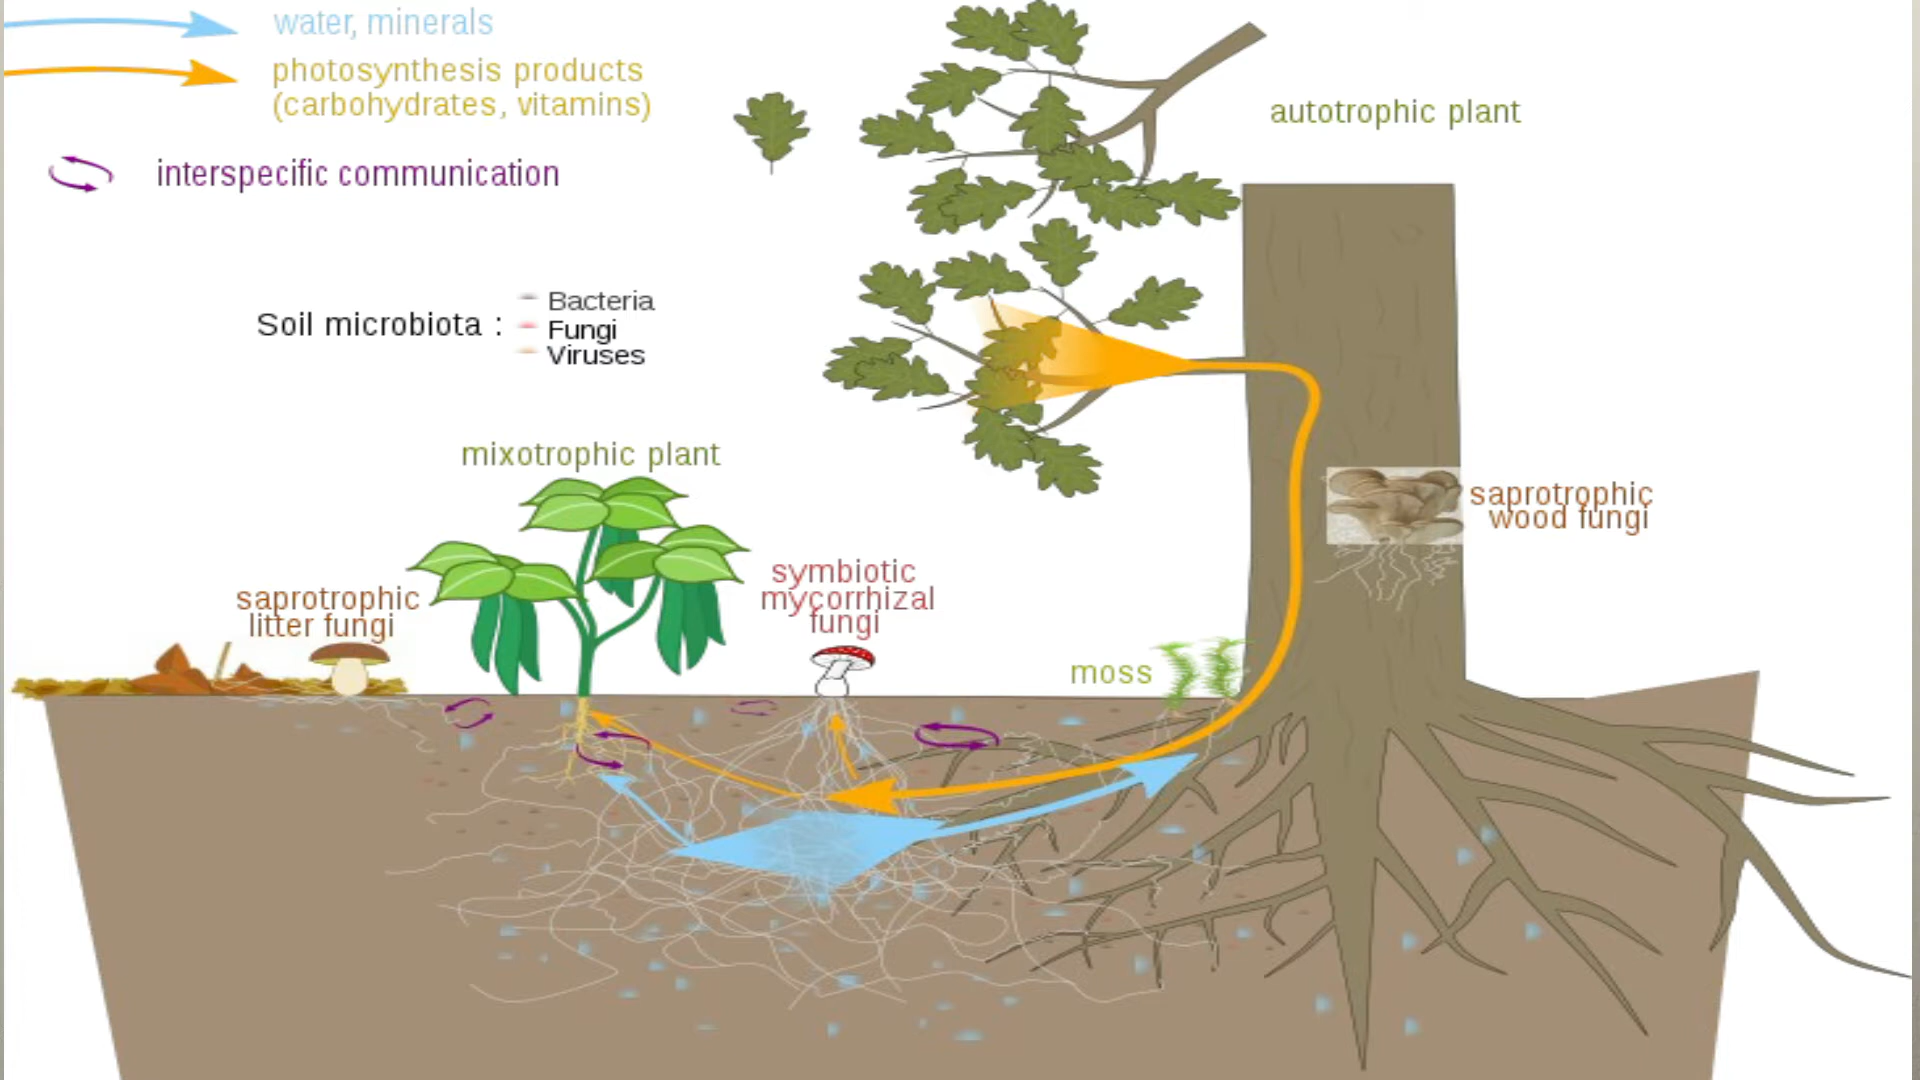 water, minerals
photosynthesis products
(carbohydrates, vitamins)
interspecific communication
autotrophic plant
Soil microbiota :
Bacteria
Fungi
Viruses
mixotrophic plant
saprotrophic
wood fungi
symbiotic
mycorrhizal
fungi
saprotrophic
litter fungi
moss